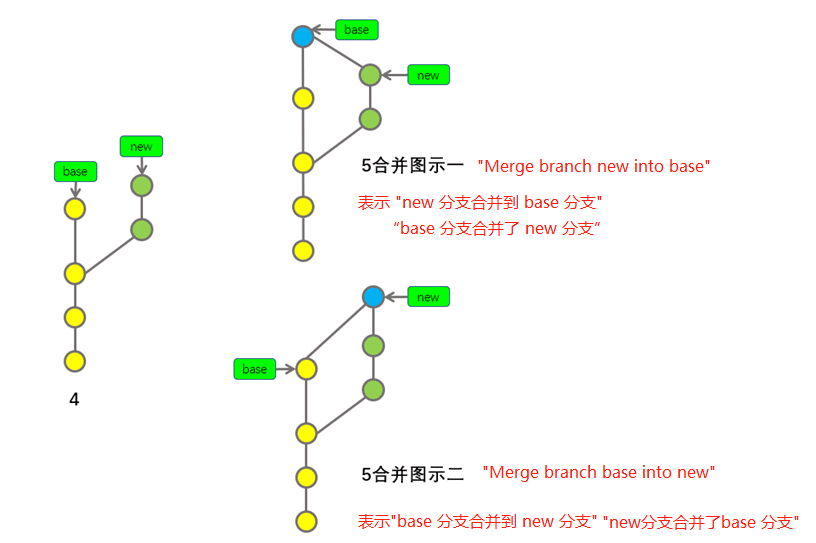 base
new
5合并图示一 "Merge branch new into base"
new
base
表示 "new 分支合并到 base 分支"
“base 分支合并了 new 分支”
new
base
4
5合并图示二 "Merge branch base into new"
表示"base 分支合并到 new 分支" "new分支合并了base 分支"